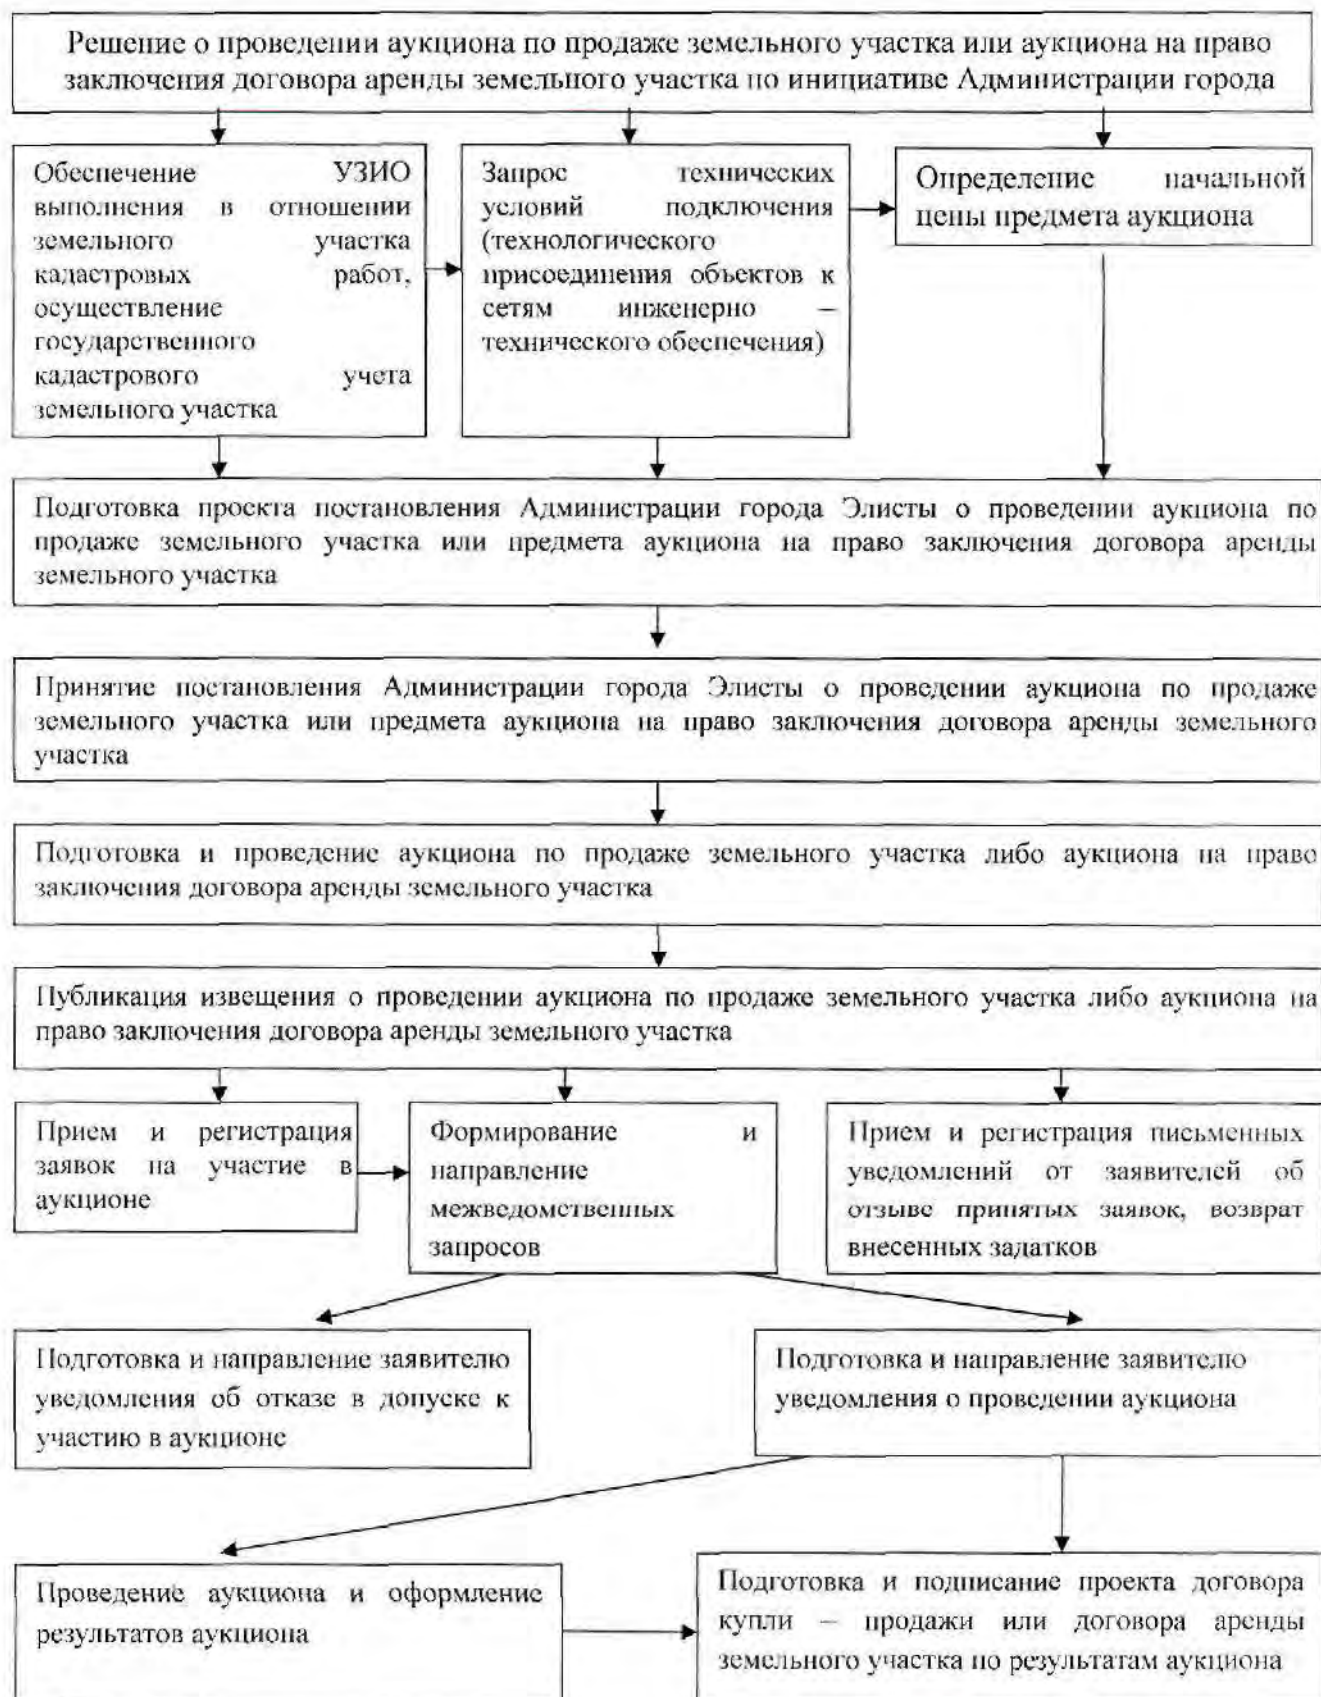 Решение о проведении аукциона по продаже земельного участка или аукциона на право
заключения договора аренды земельного участка по инициативе Администрации города
Обеспечение УЗИО
выполнения в отношении
земельного участка
кадастровых работ,
осуществление
государственного
кадастрового учета
земельного участка
Запрос технических
условий подключения
(технологического
присоединения объектов к
сетям инженерно –
технического обеспечения)
Определение начальной
цены предмета аукциона
Подготовка проекта постановления Администрации города Элисты о проведении аукциона по
продаже земельного участка или предмета аукциона на право заключения договора аренды
земельного участка
Принятие постановления Администрации города Элисты о проведении аукциона по продаже
земельного участка или предмета аукциона на право заключения договора аренды земельного
участка
Подготовка и проведение аукциона по продаже земельного участка либо аукциона на право
заключения договора аренды земельного участка
Публикация извещения о проведении аукциона по продаже земельного участка либо аукциона на
право заключения договора аренды земельного участка
Прием и регистрация
заявок на участие в
аукционе
Формирование и
направление
межведомственных
запросов
Прием и регистрация письменных
уведомлений от заявителей об
отзыве принятых заявок, возврат
внесенных задатков
Подготовка и направление заявителю
уведомления об отказе в допуске к
участию в аукционе
Подготовка и направление заявителю
уведомления о проведении аукциона
Проведение аукциона и оформление
результатов аукциона
Подготовка и подписание проекта договора
купли – продажи или договора аренды
земельного участка по результатам аукциона